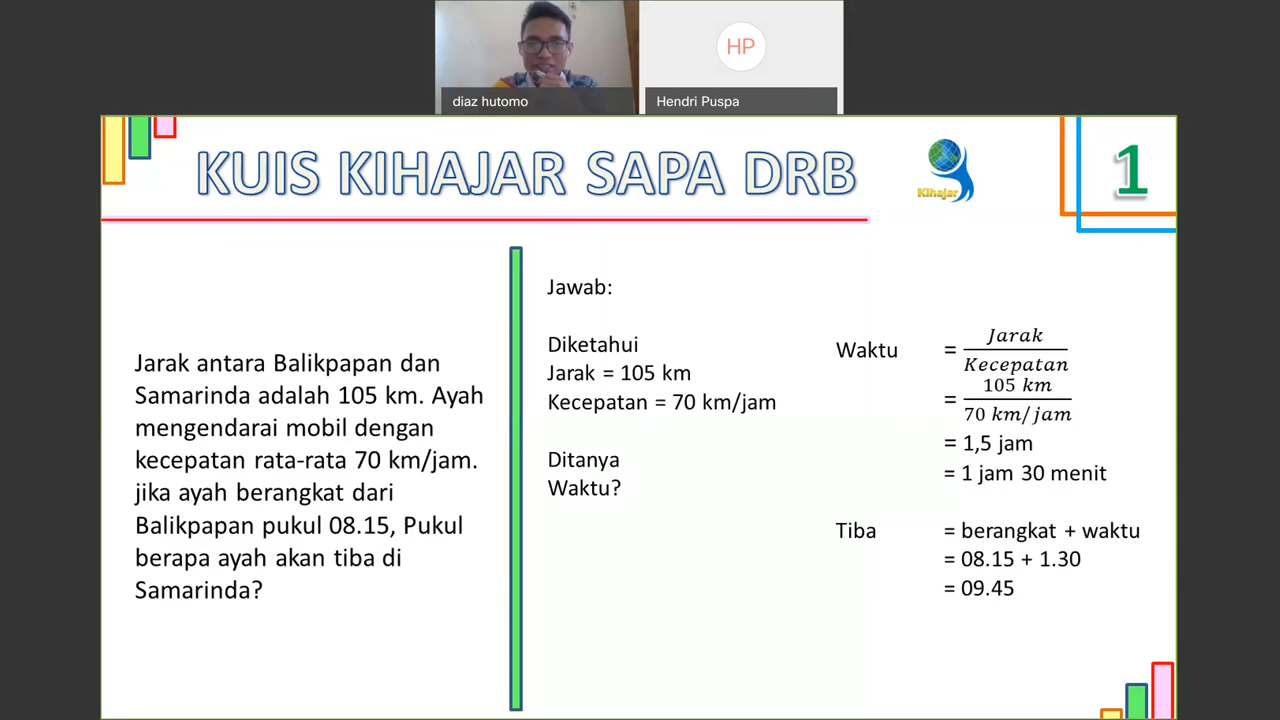 HP
diaz hutomo
Hendri Puspa
KUIS KIHAJAR SAPA DRB
Kihajar
1
Jarak antara Balikpapan dan
Samarinda adalah 105 km. Ayah
mengendarai mobil dengan
kecepatan rata-rata 70 km/jam.
jika ayah berangkat dari
Balikpapan pukul 08.15, Pukul
berapa ayah akan tiba di
Samarinda?
Jawab:
Diketahui
Jarak = 105 km
Kecepatan = 70 km/jam
Ditanya
Waktu?
Waktu = Jarak / Kecepatan
= 105 km / 70 km/jam
= 1,5 jam
= 1 jam 30 menit
Tiba = berangkat + waktu
= 08.15 + 1.30
= 09.45